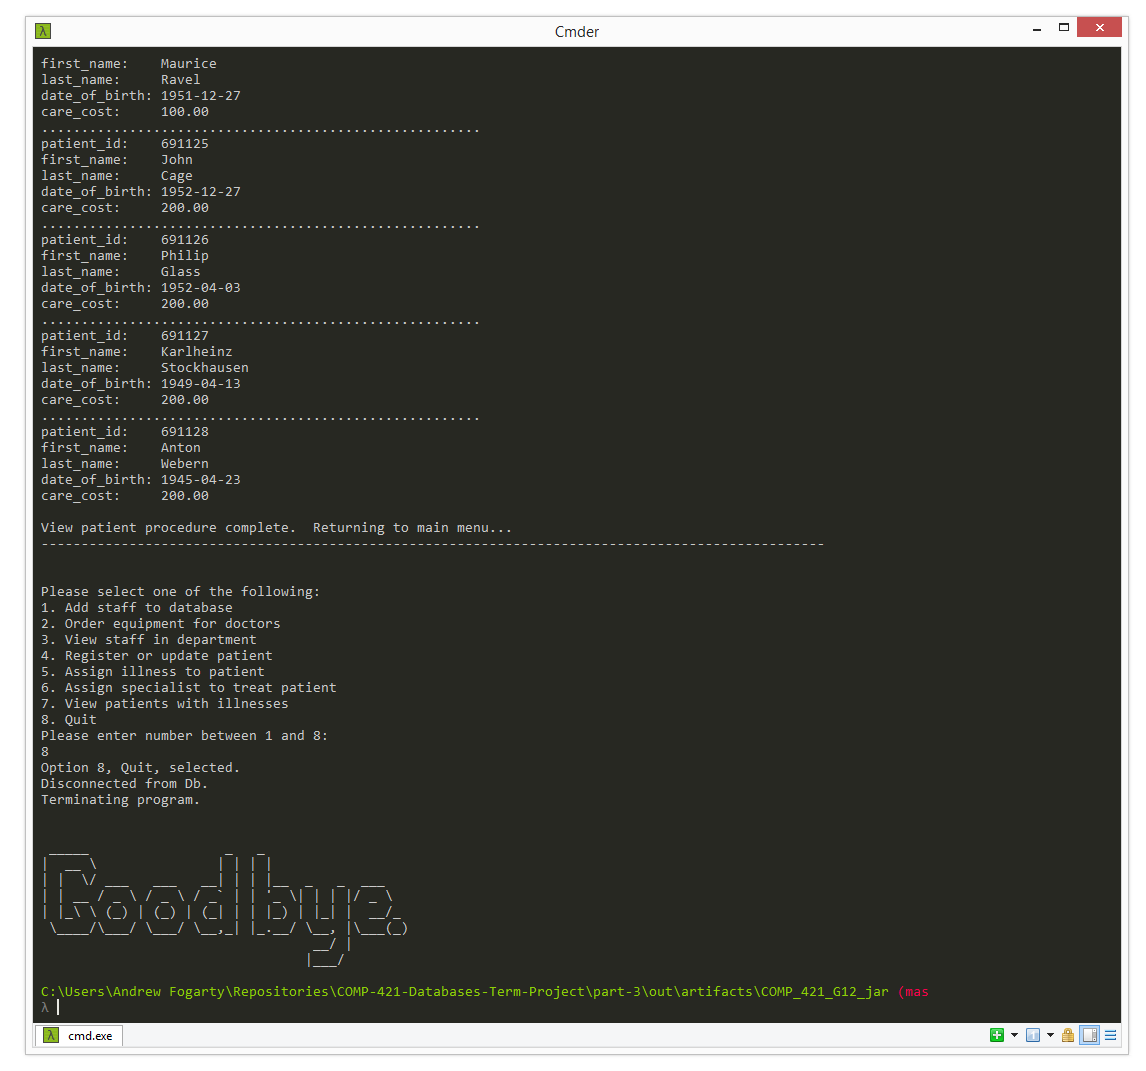 Cmder
first_name:    Maurice
last_name:     Ravel
date_of_birth: 1951-12-27
care_cost:     100.00
.......................................................
patient_id:    691125
first_name:    John
last_name:     Cage
date_of_birth: 1952-12-27
care_cost:     200.00
.......................................................
patient_id:    691126
first_name:    Philip
last_name:     Glass
date_of_birth: 1952-04-03
care_cost:     200.00
.......................................................
patient_id:    691127
first_name:    Karlheinz
last_name:     Stockhausen
date_of_birth: 1949-04-13
care_cost:     200.00
.......................................................
patient_id:    691128
first_name:    Anton
last_name:     Webern
date_of_birth: 1945-04-23
care_cost:     200.00
View patient procedure complete.  Returning to main menu...
--------------------------------------------------------------------------------------------------
Please select one of the following:
1. Add staff to database
2. Order equipment for doctors
3. View staff in department
4. Register or update patient
5. Assign illness to patient
6. Assign specialist to treat patient
7. View patients with illnesses
8. Quit
Please enter number between 1 and 8:
8
Option 8, Quit, selected.
Disconnected from Db.
Terminating program.
Goodbye.
C:\Users\Andrew Fogarty\Repositories\COMP-421-Databases-Term-Project\part-3\out\artifacts\COMP_421_G12_jar (mas
λ
cmd.exe